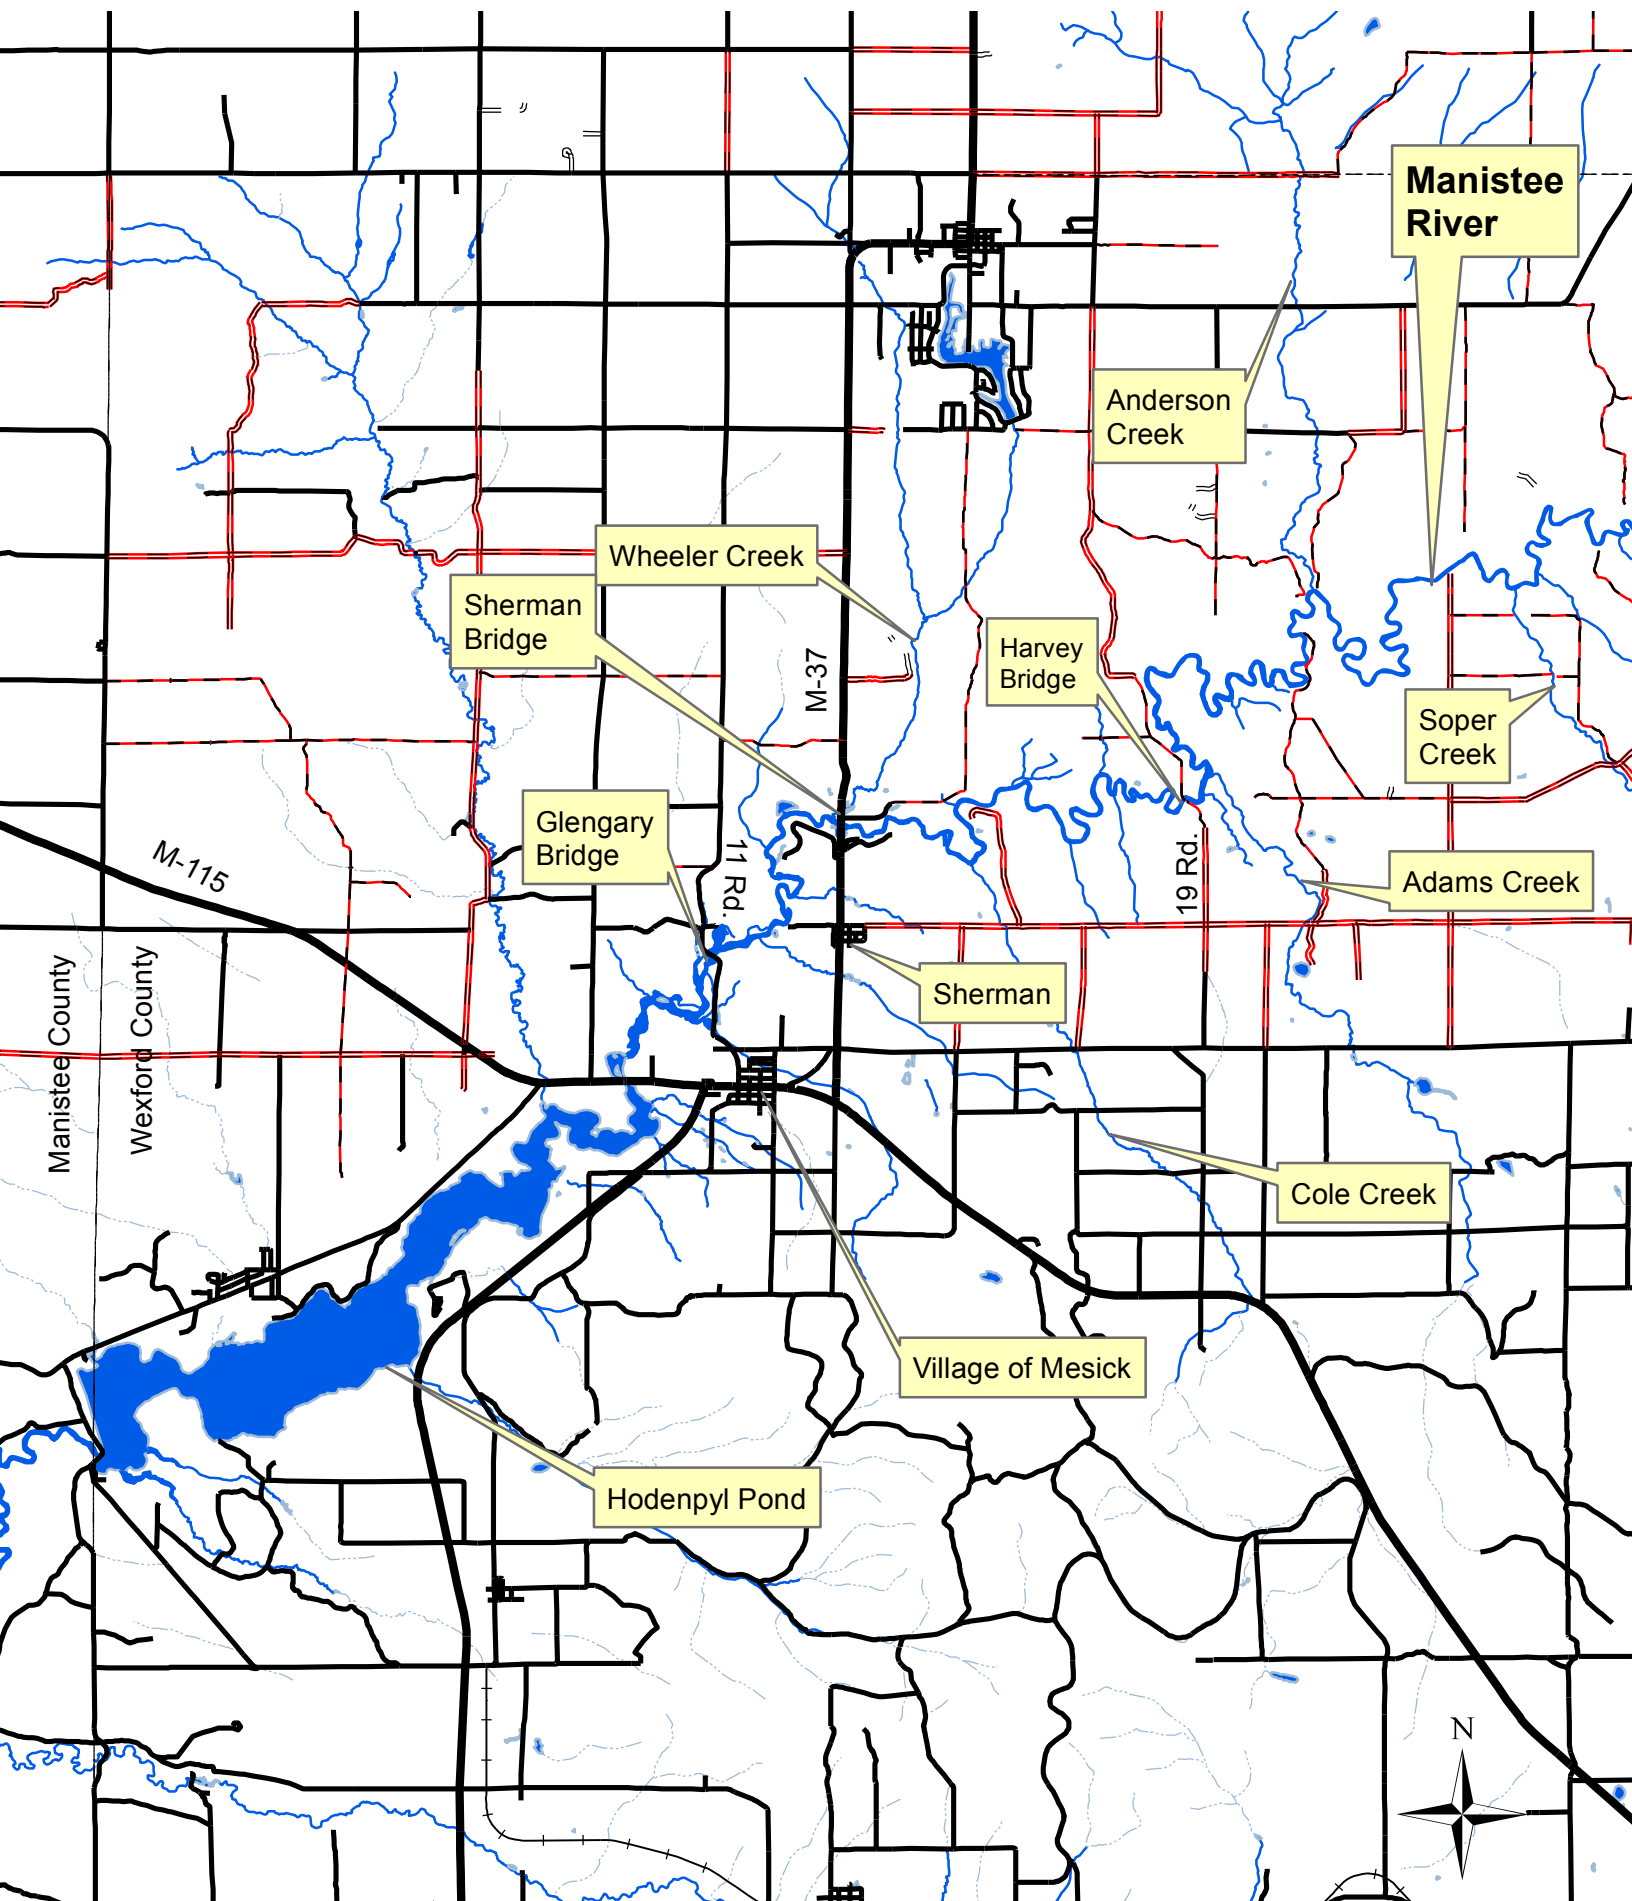 Manistee
River
Anderson
Creek
Wheeler Creek
Sherman
Bridge
Harvey
Bridge
M-37
Soper
Creek
Glengary
Bridge
11 Rd.
19 Rd.
M-115
Adams Creek
Manistee County
Wexford County
Sherman
Cole Creek
Village of Mesick
Hodenpyl Pond
N